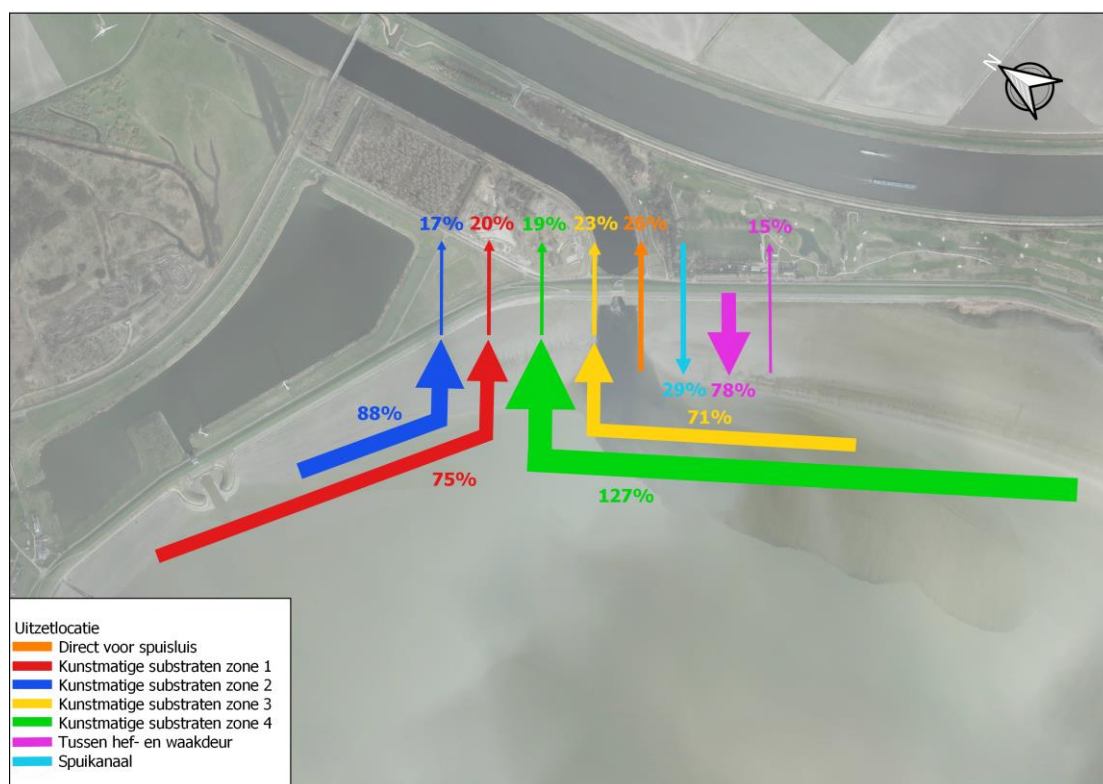 N
17% 20% 19% 23% 26% 15%
29% 78%
88% 71%
75% 127%
Uitzetlocatie
Direct voor spuisluis
Kunstmatige substraten zone 1
Kunstmatige substraten zone 2
Kunstmatige substraten zone 3
Kunstmatige substraten zone 4
Tussen hef- en waakdeur
Spuikanaal